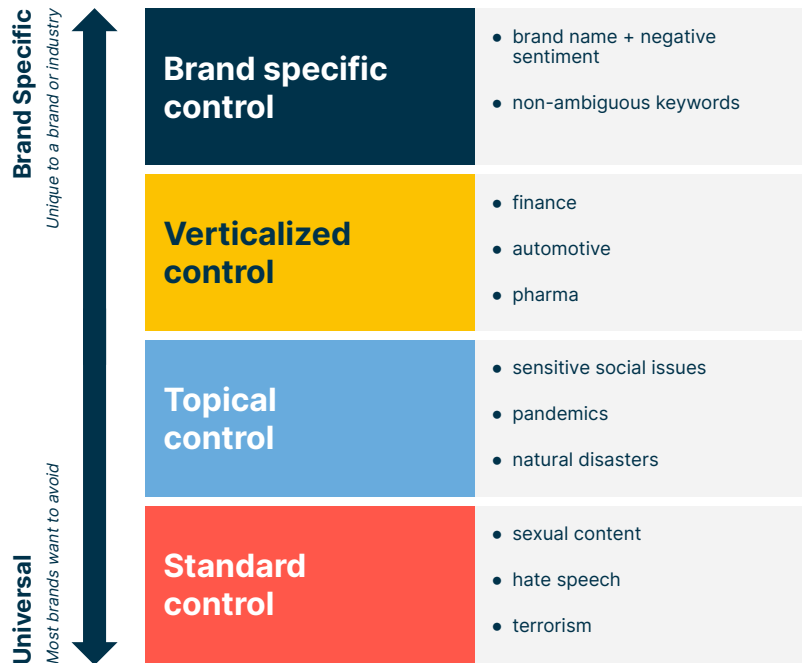 Brand Specific
Unique to a brand or industry
Brand specific
control
● brand name + negative
sentiment
● non-ambiguous keywords
Verticalized
control
● finance
● automotive
● pharma
Topical
control
● sensitive social issues
● pandemics
● natural disasters
Universal
Most brands want to avoid
Standard
control
● sexual content
● hate speech
● terrorism